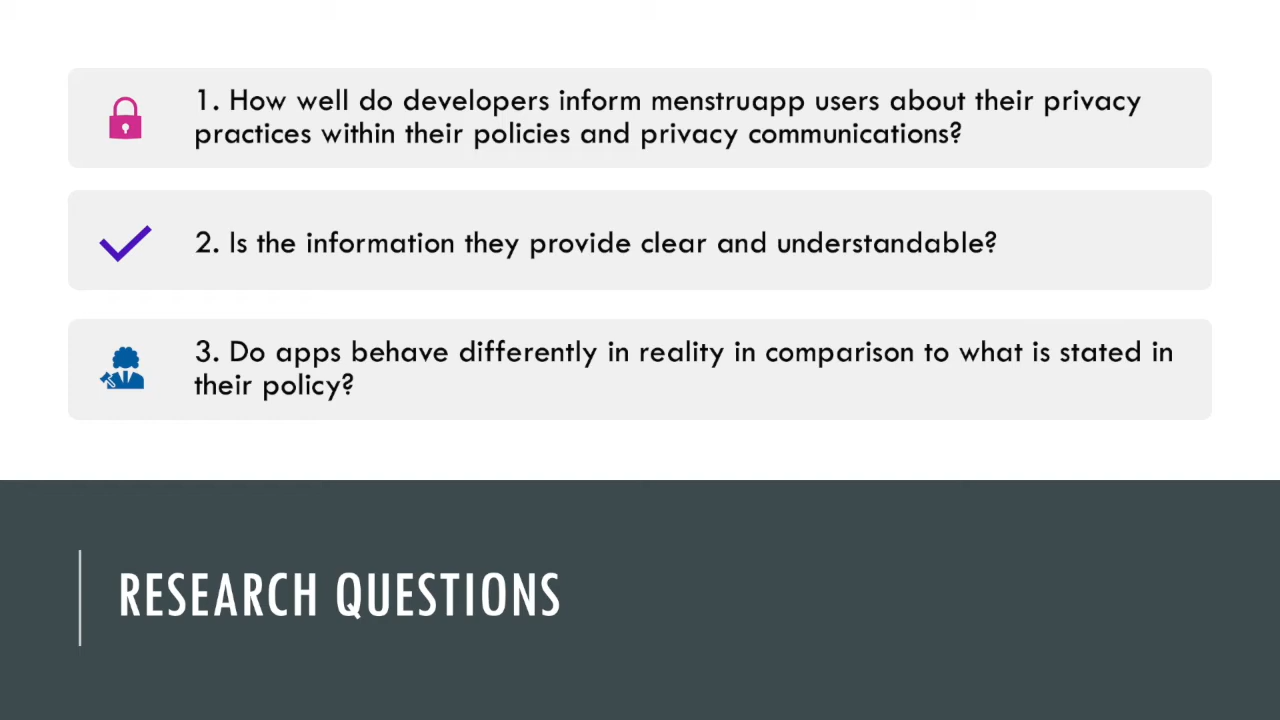 1. How well do developers inform menstruapp users about their privacy
practices within their policies and privacy communications?
2. Is the information they provide clear and understandable?
3. Do apps behave differently in reality in comparison to what is stated in
their policy?
RESEARCH QUESTIONS